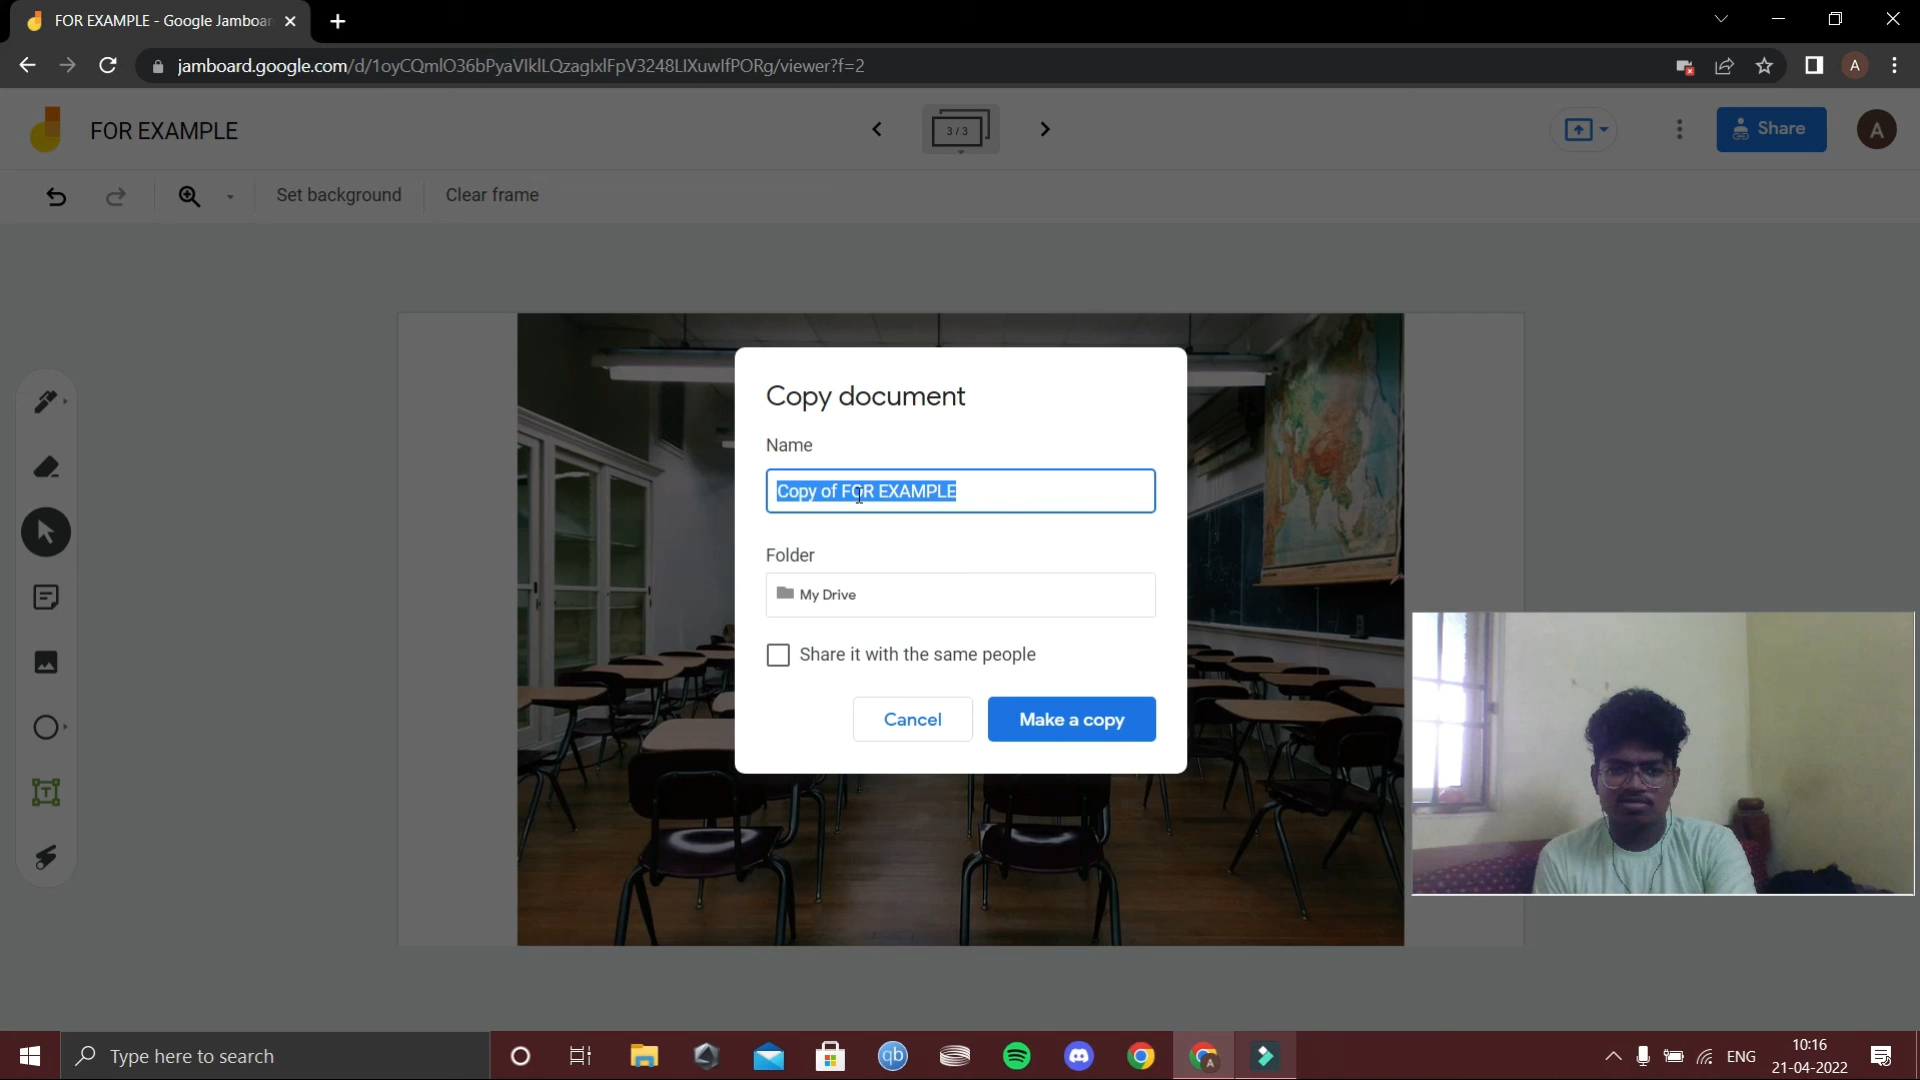 FOR EXAMPLE - Google Jamboar
jamboard.google.com/d/1oyCQmlO36bPyaVIklLQzagIxlFpV3248LIXuwIfPORg/viewer?f=2
A
FOR EXAMPLE
3 / 3
Share
A
Set background
Clear frame
Copy document
Name
Copy of FOR EXAMPLE
Folder
My Drive
Share it with the same people
Cancel
Make a copy
T
Type here to search
qb
A
ENG
10:16
21-04-2022